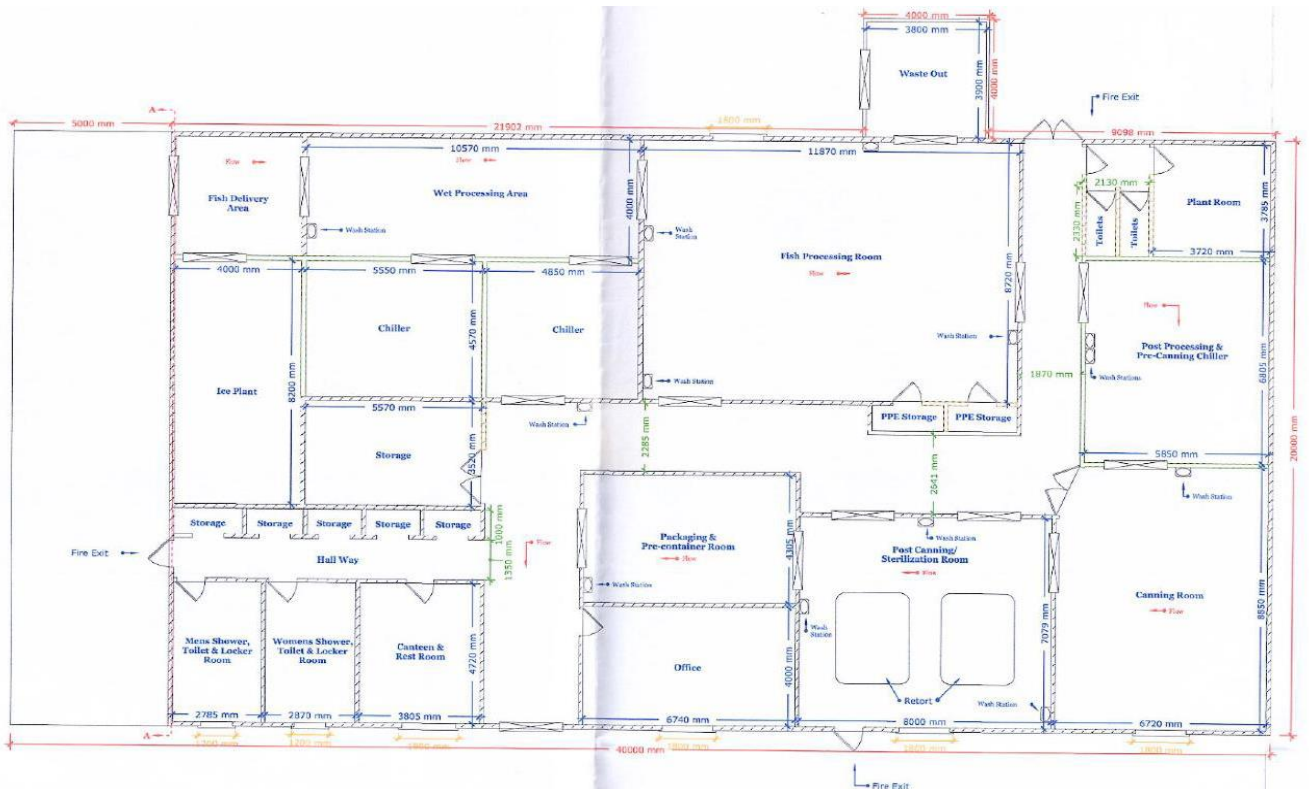 4000 mm
3800 mm
Waste Out
3900 mm
4000 mm
Fire Exit
A
5000 mm
21902 mm
1800 mm
9098 mm
10570 mm
11870 mm
Flow
Flow
Fish Delivery
Area
Wet Processing Area
4000 mm
Wash Station
Wash
Station
Fish Processing Room
Flow
8720 mm
2130 mm
2330 mm
Toilets
Toilets
Plant Room
3785 mm
3720 mm
4000 mm
5550 mm
4850 mm
Chiller
Chiller
4570 mm
Ice Plant
8200 mm
Wash Station
Wash Station
Flow
Post Processing &
Pre-Canning Chiller
Wash Stations
1870 mm
6805 mm
5850 mm
20000 mm
5570 mm
Storage
3520 mm
Wash Station
2285 mm
PPE Storage
PPE Storage
2641 mm
Wash Station
Storage
Storage
Storage
Storage
Storage
1000 mm
Fire Exit
Hall Way
1350 mm
Flow
Packaging &
Pre-container Room
Flow
4305 mm
Wash Station
Wash Station
Post Canning/
Sterilization Room
Flow
Canning Room
Flow
8850 mm
Mens Shower,
Toilet & Locker
Room
Womens Shower,
Toilet & Locker
Room
Canteen &
Rest Room
4720 mm
Office
4000 mm
Wash
Station
7079 mm
Retort
Wash Station
2785 mm
2870 mm
3805 mm
6740 mm
8000 mm
6720 mm
A
1200 mm
1200 mm
1800 mm
1800 mm
1800 mm
1800 mm
40000 mm
Fire Exit